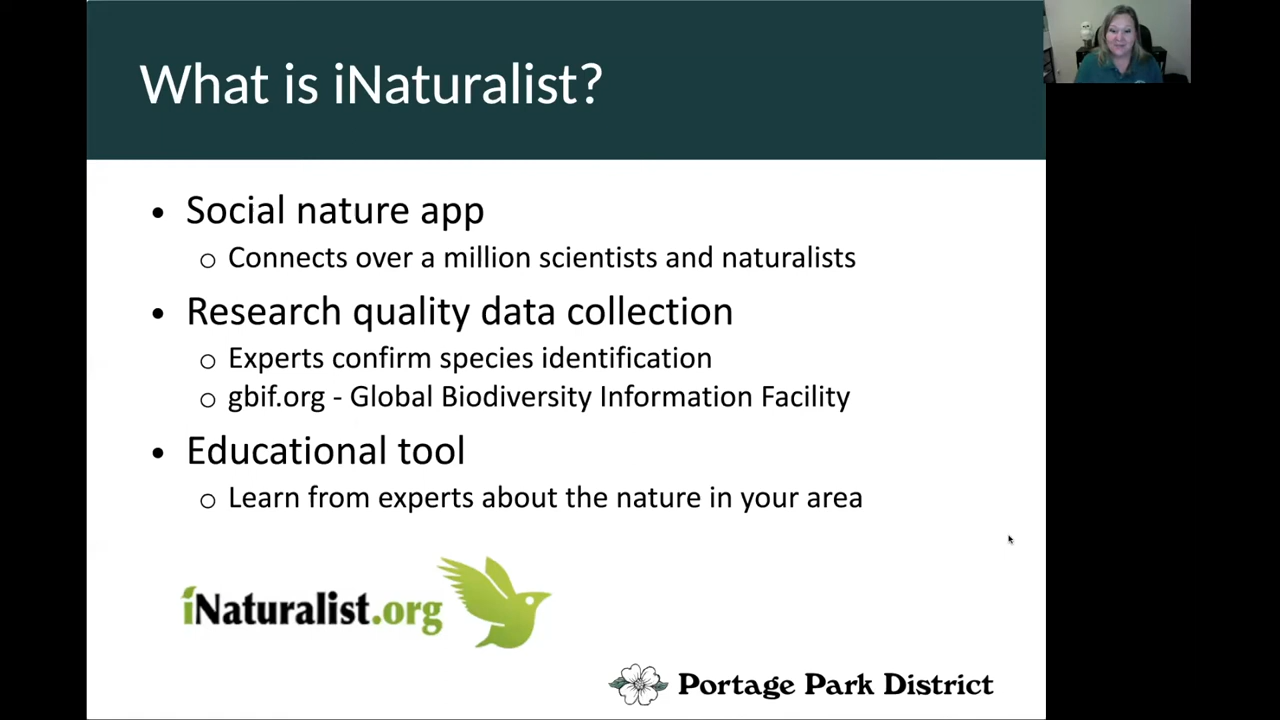 What is iNaturalist?
• Social nature app
o Connects over a million scientists and naturalists
• Research quality data collection
o Experts confirm species identification
o gbif.org - Global Biodiversity Information Facility
• Educational tool
o Learn from experts about the nature in your area
iNaturalist.org
Portage Park District